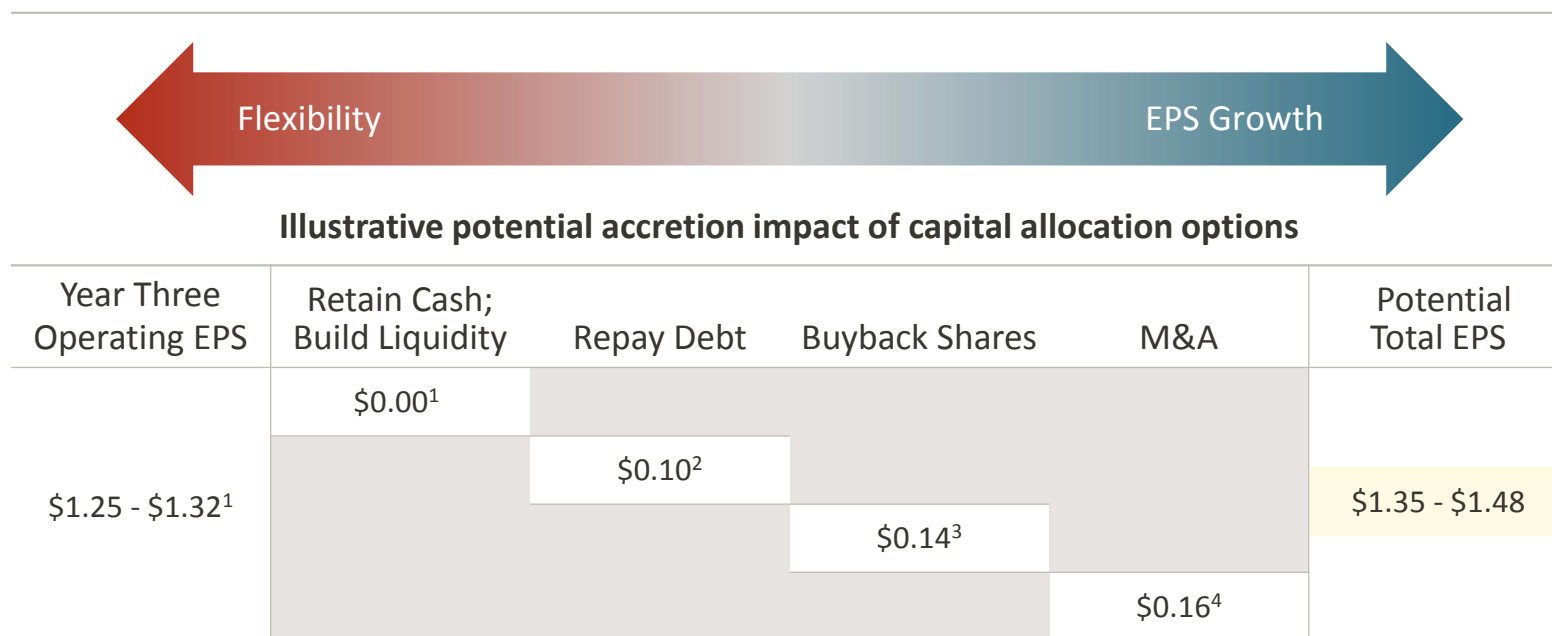 Flexibility
EPS Growth
Illustrative potential accretion impact of capital allocation options
Year Three
Operating EPS
Retain Cash;
Build Liquidity
Repay Debt
Buyback Shares
M&A
Potential
Total EPS
$0.00¹
$0.10²
$1.25 - $1.32¹
$1.35 - $1.48
$0.14³
$0.16⁴